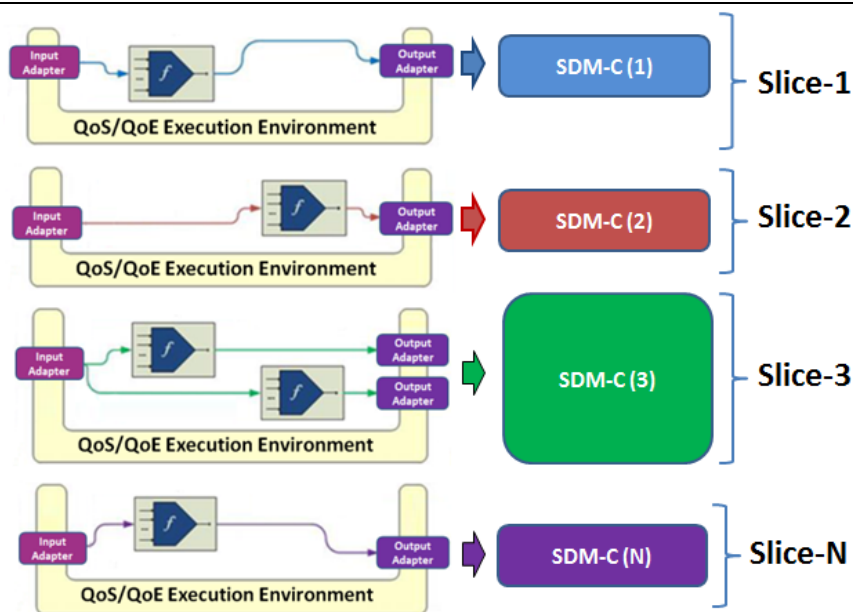 Input
Adapter
f
Output
Adapter
QoS/QoE Execution Environment
SDM-C (1)
Slice-1
Input
Adapter
f
Output
Adapter
QoS/QoE Execution Environment
SDM-C (2)
Slice-2
Input
Adapter
f
Output
Adapter
f
Output
Adapter
QoS/QoE Execution Environment
SDM-C (3)
Slice-3
Input
Adapter
f
Output
Adapter
QoS/QoE Execution Environment
SDM-C (N)
Slice-N